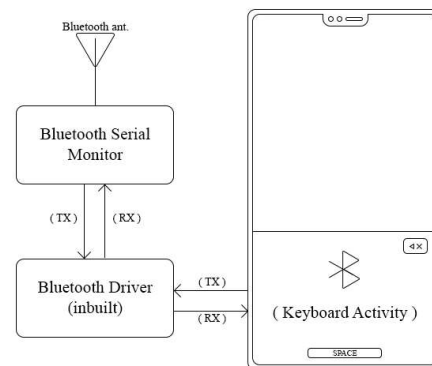 Bluetooth ant.
Bluetooth Serial
Monitor
( TX )
( RX )
Bluetooth Driver
(inbuilt)
( TX )
( RX )
( Keyboard Activity )
SPACE